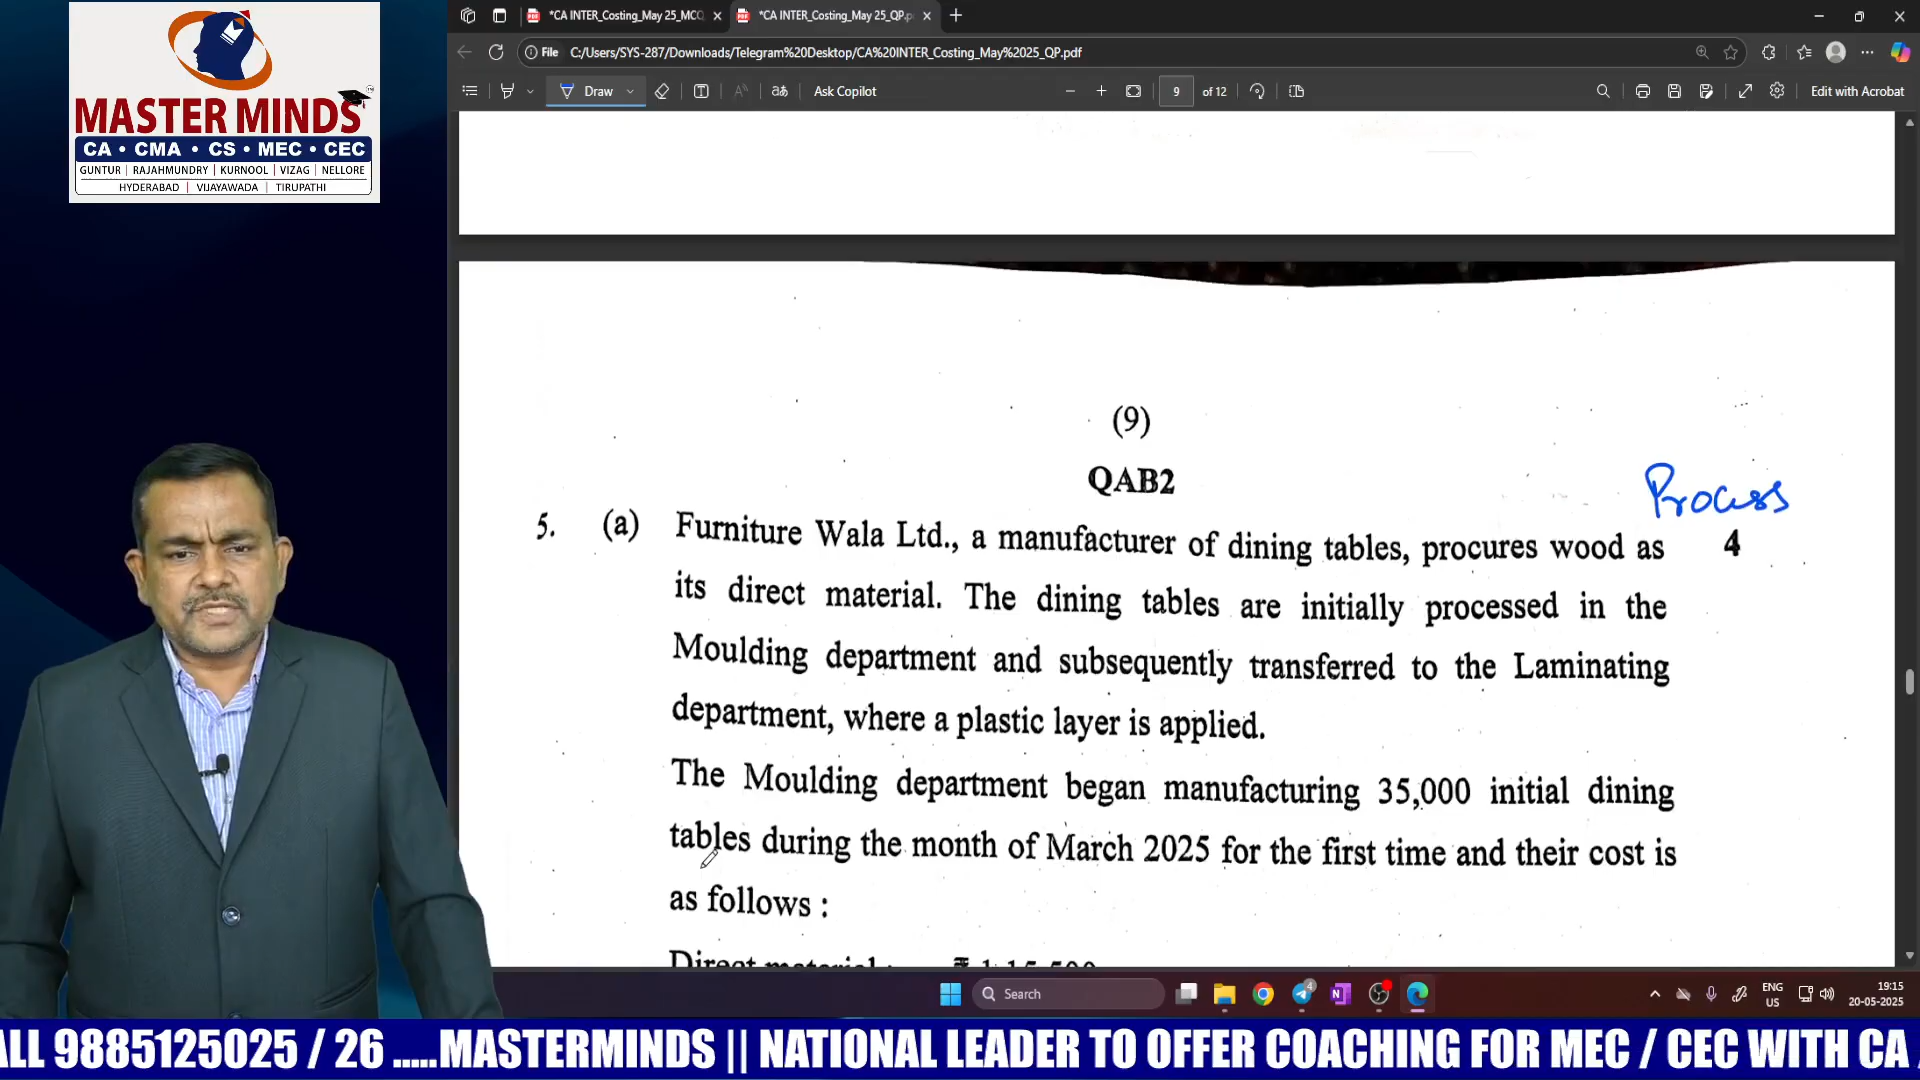 *CA INTER_Costing_May 25_MCQ
*CA INTER_Costing_May 25_QP.p
File C:/Users/SYS-287/Downloads/Telegram%20Desktop/CA%20INTER_Costing_May%2025_QP.pdf
Draw
Ask Copilot
9 of 12
Edit with Acrobat
MASTER MINDS
CA • CMA • CS • MEC • CEC
GUNTUR | RAJAHMUNDRY | KURNOOL | VIZAG | NELLORE
HYDERABAD | VIJAYAWADA | TIRUPATHI
(9)
QAB2
Process
5. (a) Furniture Wala Ltd., a manufacturer of dining tables, procures wood as 4
its direct material. The dining tables are initially processed in the
Moulding department and subsequently transferred to the Laminating
department, where a plastic layer is applied.
The Moulding department began manufacturing 35,000 initial dining
tables during the month of March 2025 for the first time and their cost is
as follows :
Direct material : ₹ 1,15,500
Search
4
ENG
US
19:15
20-05-2025
ALL 9885125025 / 26 .....MASTERMINDS || NATIONAL LEADER TO OFFER COACHING FOR MEC / CEC WITH CA